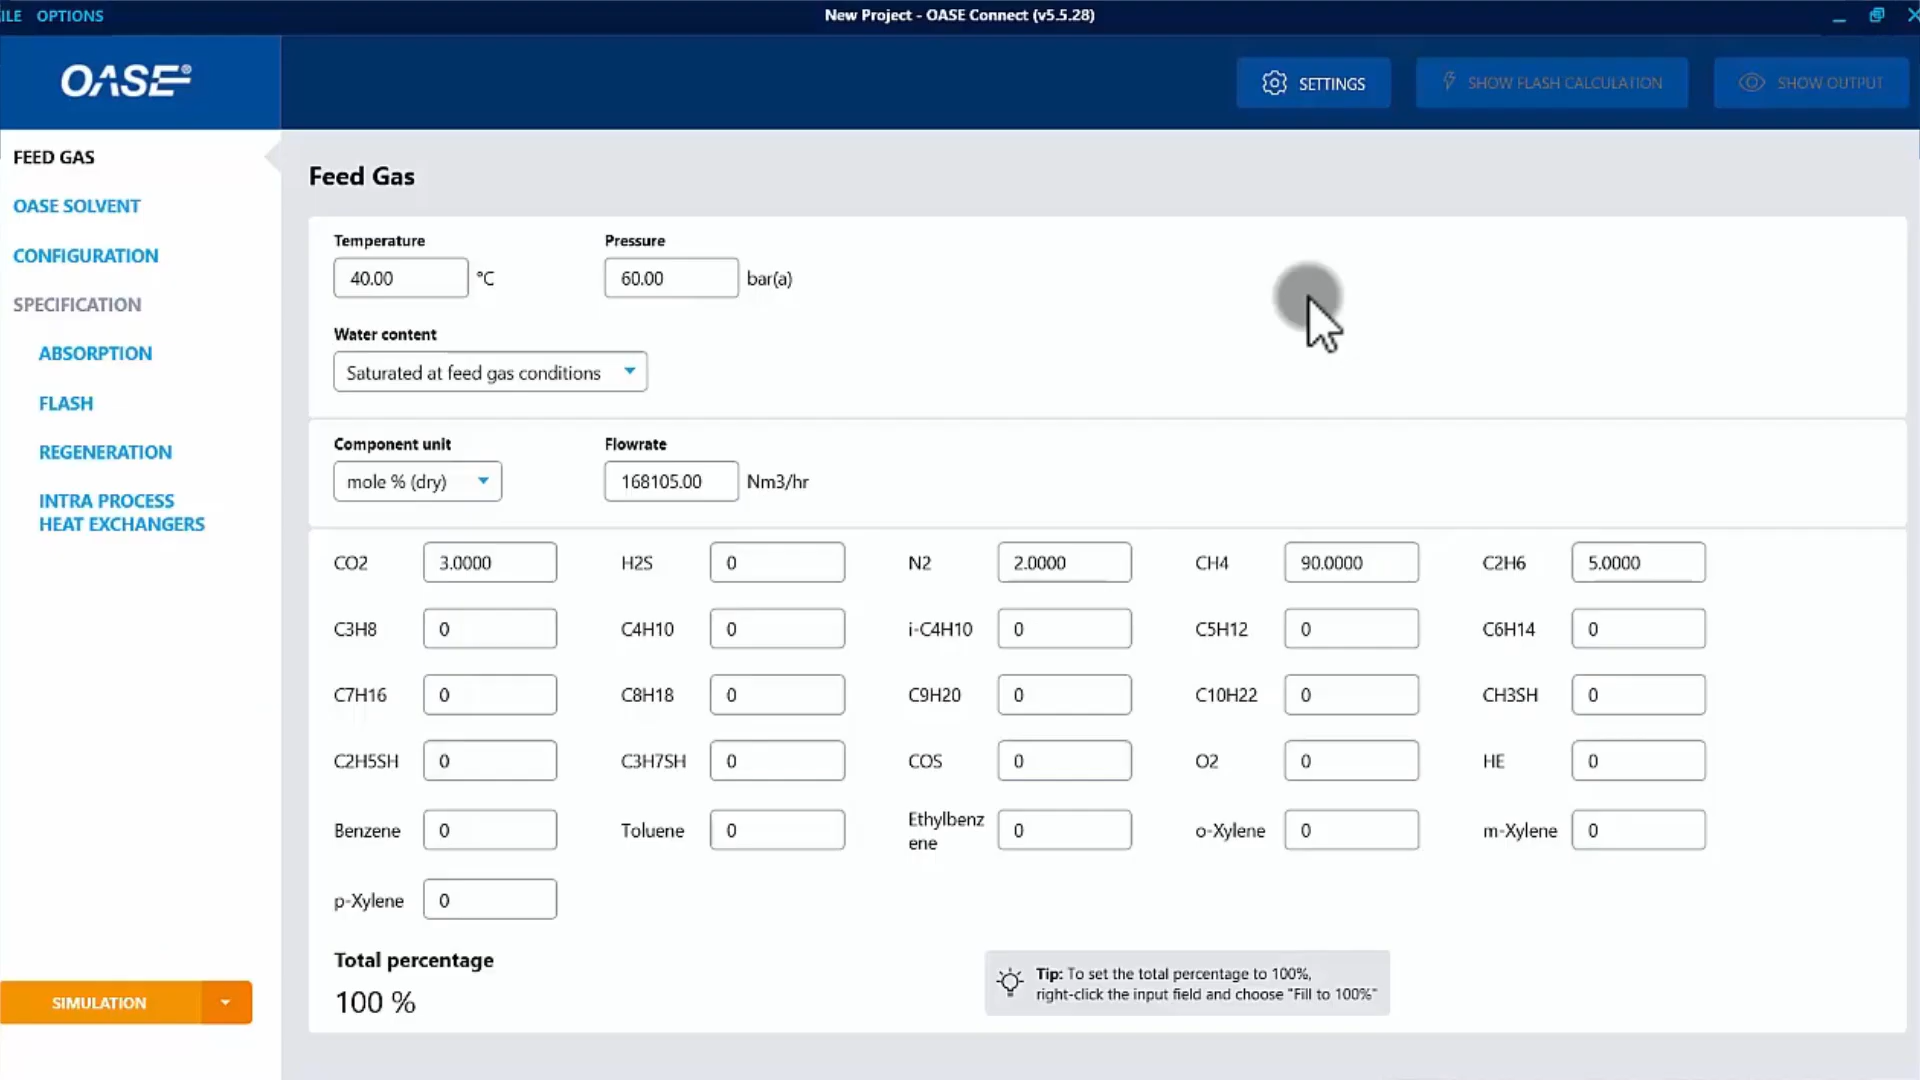 ILE OPTIONS
New Project - OASE Connect (v5.5.28)
OASE®
SETTINGS
SHOW FLASH CALCULATION
SHOW OUTPUT
FEED GAS
OASE SOLVENT
CONFIGURATION
SPECIFICATION
ABSORPTION
FLASH
REGENERATION
INTRA PROCESS
HEAT EXCHANGERS
SIMULATION
Feed Gas
Temperature Pressure
40.00 °C 60.00 bar(a)
Water content
Saturated at feed gas conditions
Component unit Flowrate
mole % (dry) 168105.00 Nm3/hr
CO2 3.0000 H2S 0 N2 2.0000 CH4 90.0000 C2H6 5.0000
C3H8 0 C4H10 0 i-C4H10 0 C5H12 0 C6H14 0
C7H16 0 C8H18 0 C9H20 0 C10H22 0 CH3SH 0
C2H5SH 0 C3H7SH 0 COS 0 O2 0 HE 0
Benzene 0 Toluene 0 Ethylbenz
ene 0 o-Xylene 0 m-Xylene 0
p-Xylene 0
Total percentage
100 %
Tip: To set the total percentage to 100%,
right-click the input field and choose "Fill to 100%"